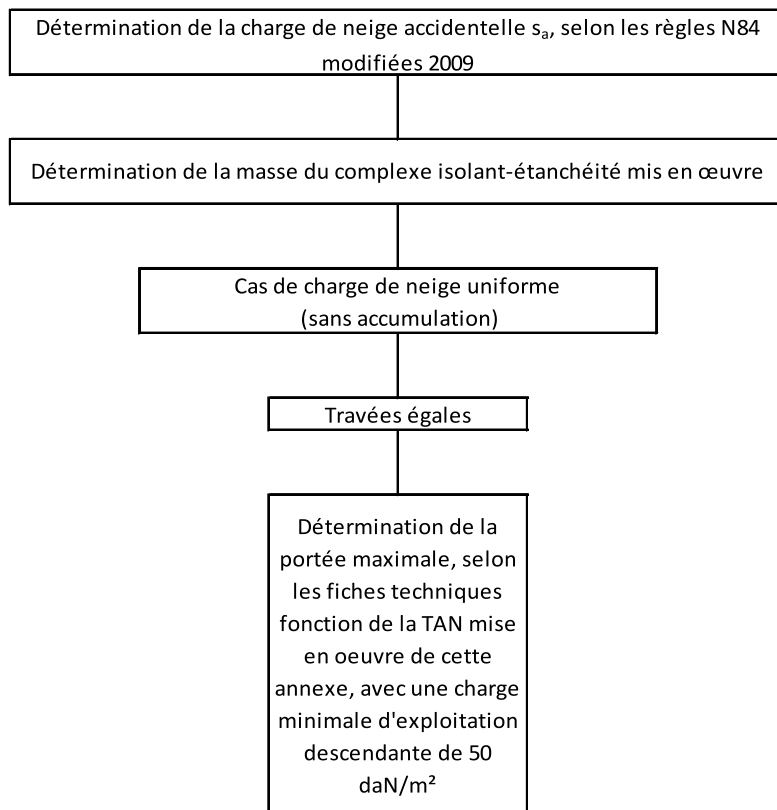 Détermination de la charge de neige accidentelle sₐ, selon les règles N84
modifiées 2009
Détermination de la masse du complexe isolant-étanchéité mis en œuvre
Cas de charge de neige uniforme
(sans accumulation)
Travées égales
Détermination de la
portée maximale, selon
les fiches techniques
fonction de la TAN mise
en oeuvre de cette
annexe, avec une charge
minimale d'exploitation
descendante de 50
daN/m²